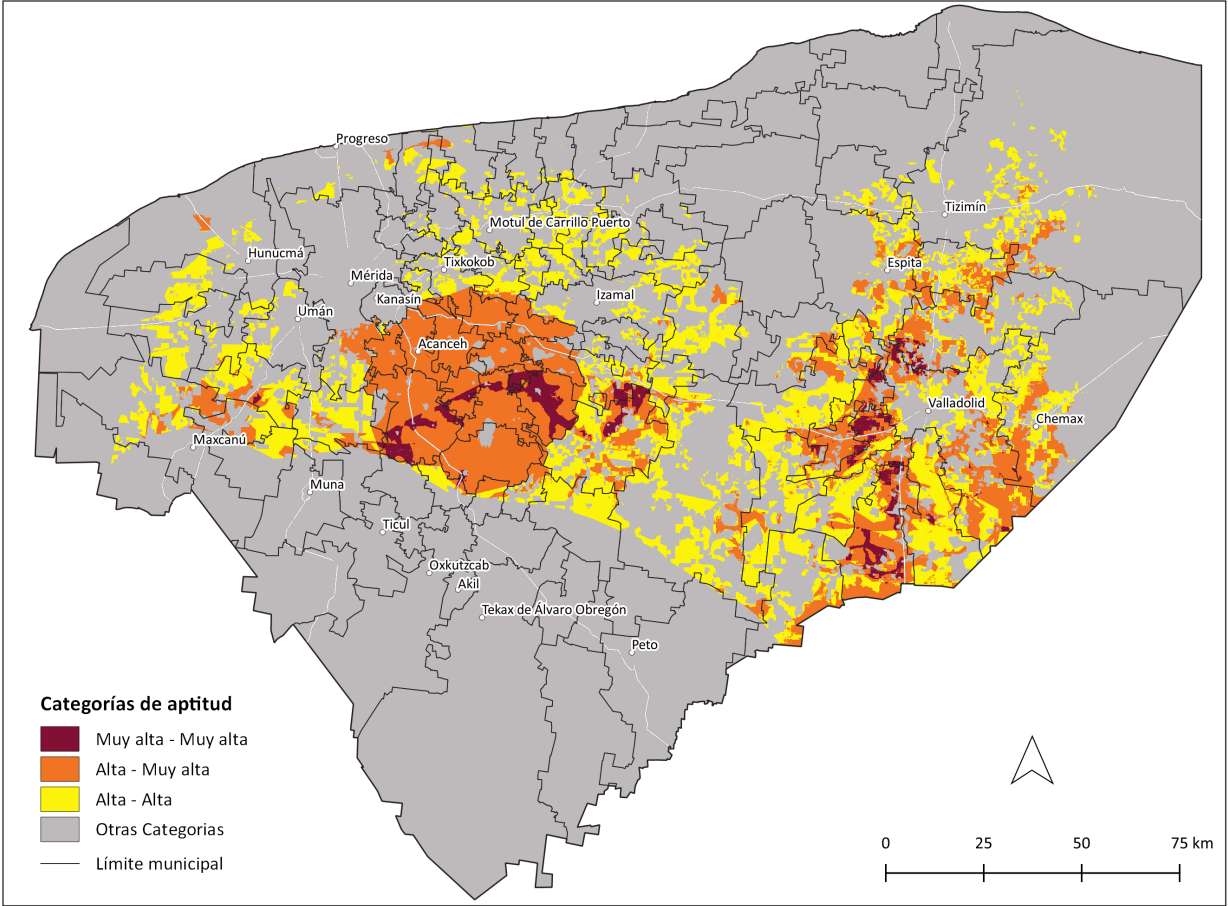 Progreso
Tizimín
Motul de Carrillo Puerto
Hunucmá
Tixkokob
Espita
Mérida
Izamal
Kanasín
Umán
Acanceh
Valladolid
Chemax
Maxcanú
Muna
Ticul
Oxkutzcab
Akil
Tekax de Álvaro Obregón
Peto
Categorías de aptitud
Muy alta - Muy alta
Alta - Muy alta
Alta - Alta
Otras Categorias
Límite municipal
0 25 50 75 km